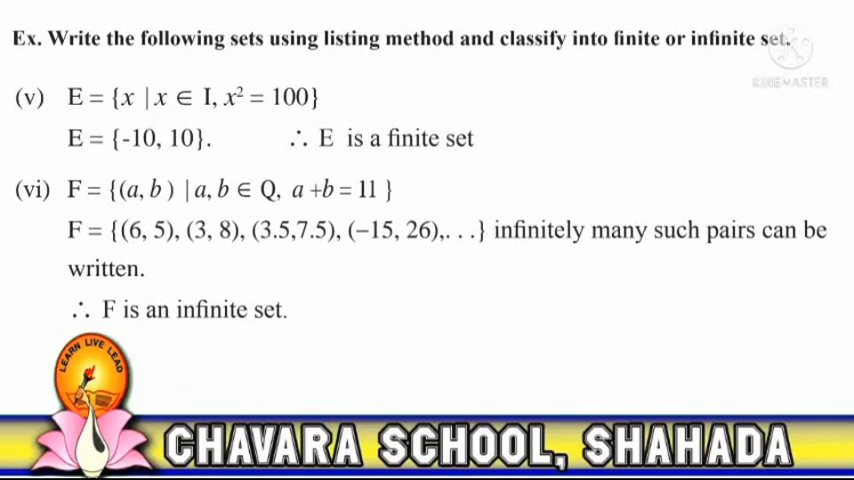 Ex. Write the following sets using listing method and classify into finite or infinite set.
KINEMASTER
(v) E = {x | x ∈ I, x² = 100}
E = {-10, 10}. ∴ E is a finite set
(vi) F = {(a, b ) | a, b ∈ Q, a +b = 11 }
F = {(6, 5), (3, 8), (3.5,7.5), (−15, 26),. . .} infinitely many such pairs can be
written.
∴ F is an infinite set.
LEARN LIVE LEAD
CHAVARA SCHOOL, SHAHADA